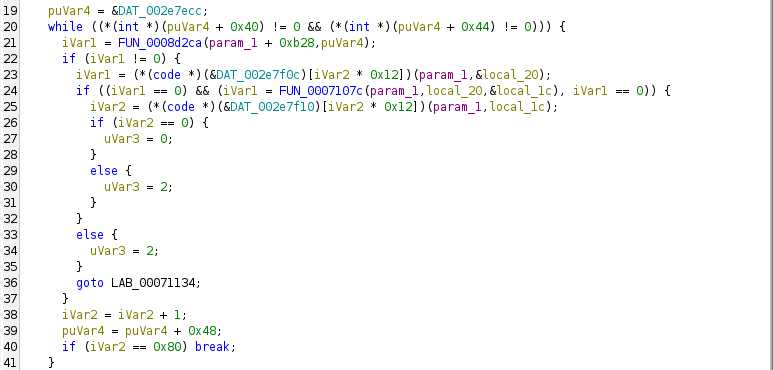 19 puVar4 = &DAT_002e7ecc;
20 while ((*(int *)(puVar4 + 0x40) != 0 && (*(int *)(puVar4 + 0x44) != 0))) {
21 iVar1 = FUN_0008d2ca(param_1 + 0xb28,puVar4);
22 if (iVar1 != 0) {
23 iVar1 = (*(code *)(&DAT_002e7f0c)[iVar2 * 0x12])(param_1,&local_20);
24 if ((iVar1 == 0) && (iVar1 = FUN_0007107c(param_1,local_20,&local_1c), iVar1 == 0)) {
25 iVar2 = (*(code *)(&DAT_002e7f10)[iVar2 * 0x12])(param_1,local_1c);
26 if (iVar2 == 0) {
27 uVar3 = 0;
28 }
29 else {
30 uVar3 = 2;
31 }
32 }
33 else {
34 uVar3 = 2;
35 }
36 goto LAB_00071134;
37 }
38 iVar2 = iVar2 + 1;
39 puVar4 = puVar4 + 0x48;
40 if (iVar2 == 0x80) break;
41 }